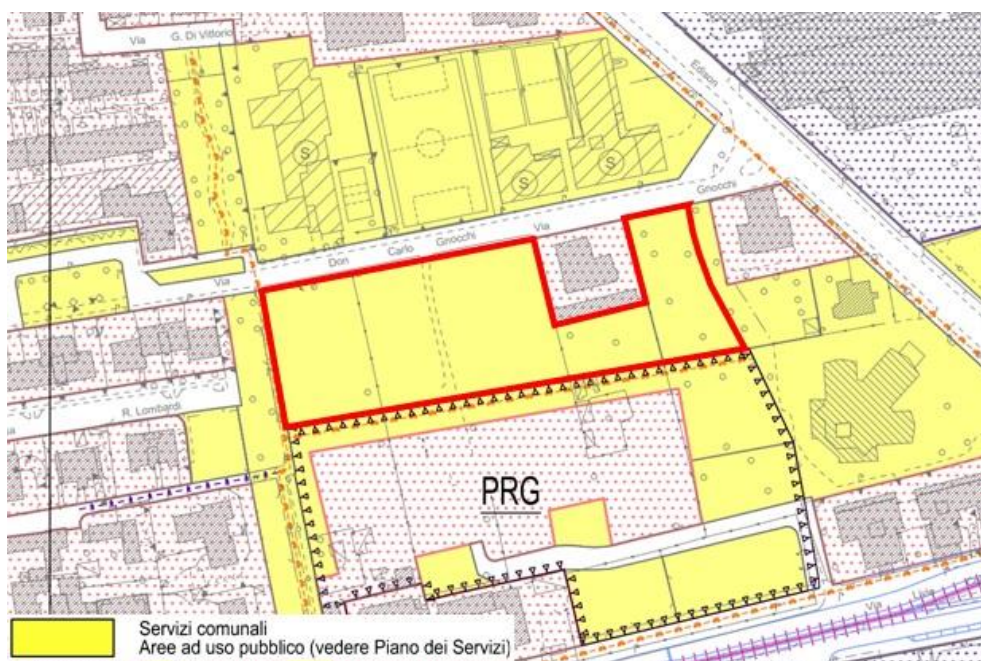 Via G. Di Vittorio
Edison
S
S
S
Via Don Carlo Gnocchi Via Gnocchi
R. Lombardi
PRG
Via
Servizi comunali
Aree ad uso pubblico (vedere Piano dei Servizi)